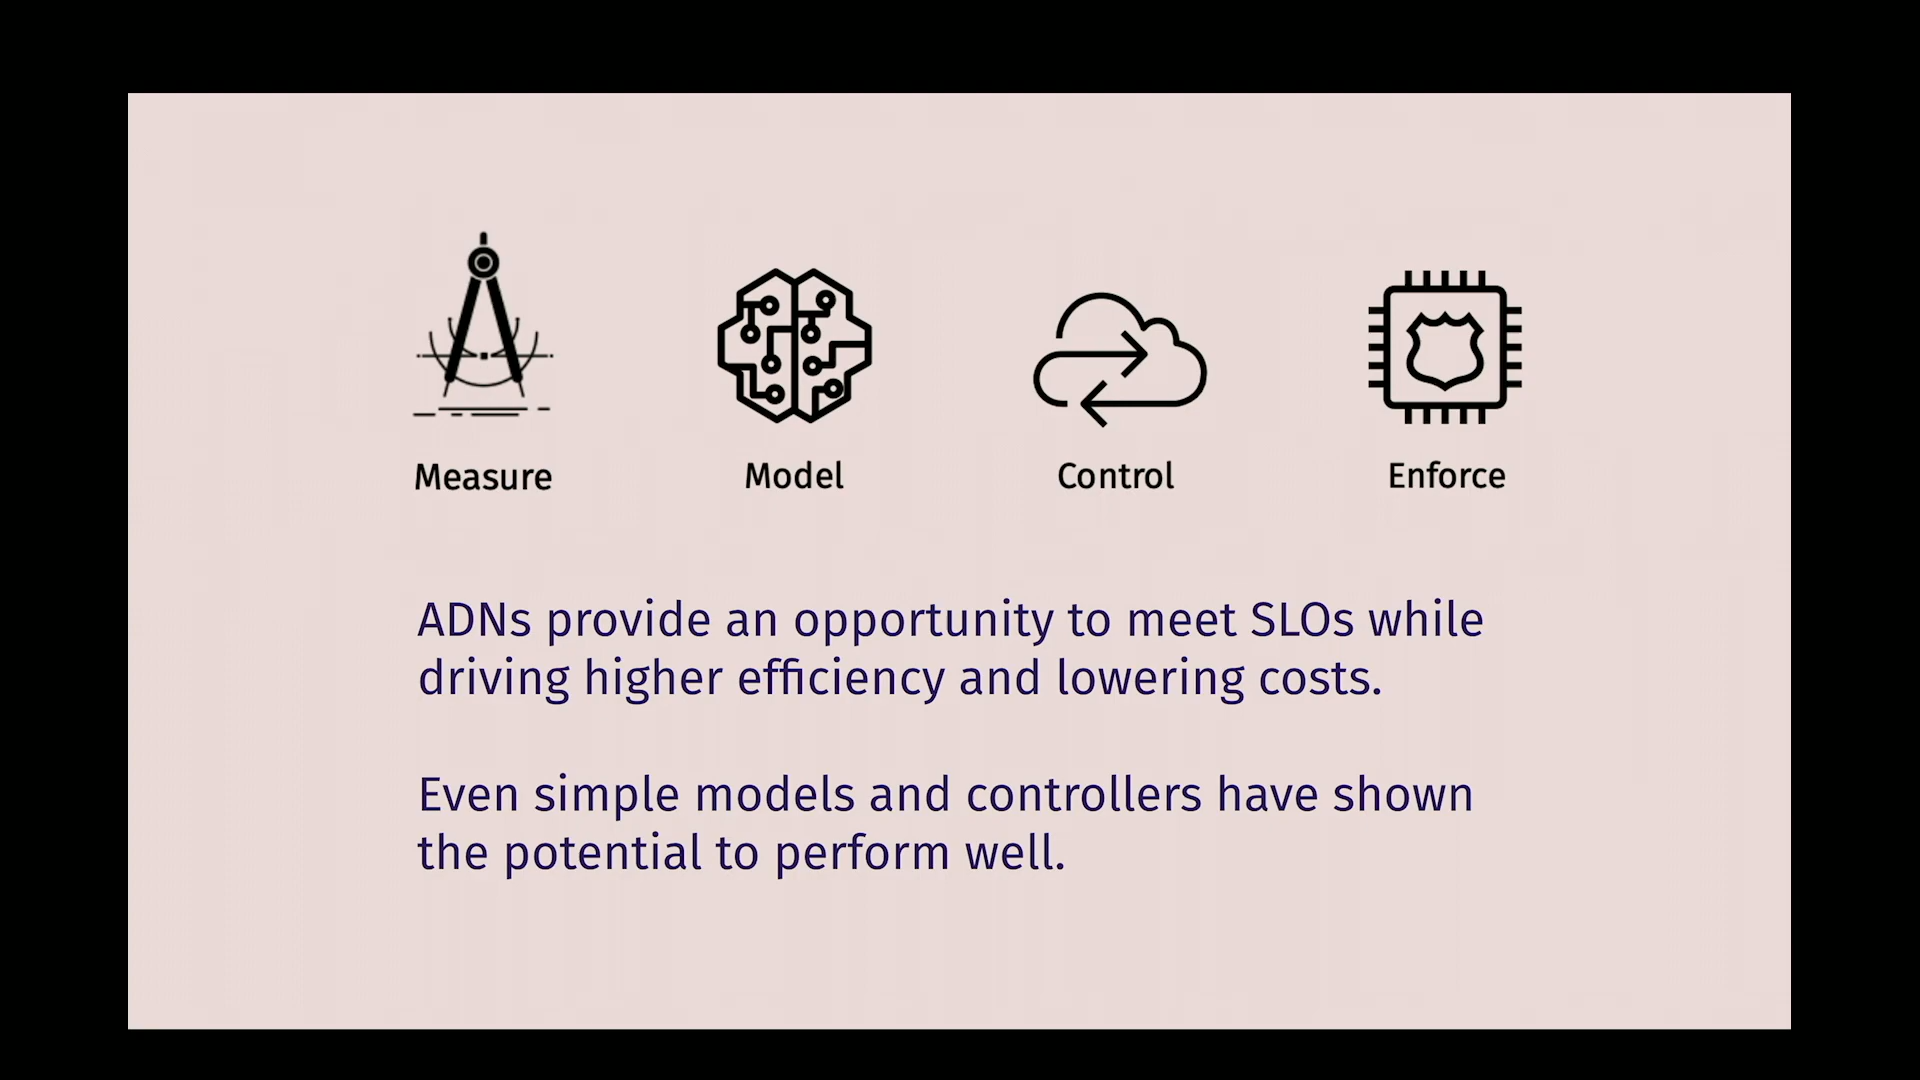 Measure
Model
Control
Enforce
ADNs provide an opportunity to meet SLOs while
driving higher efficiency and lowering costs.
Even simple models and controllers have shown
the potential to perform well.